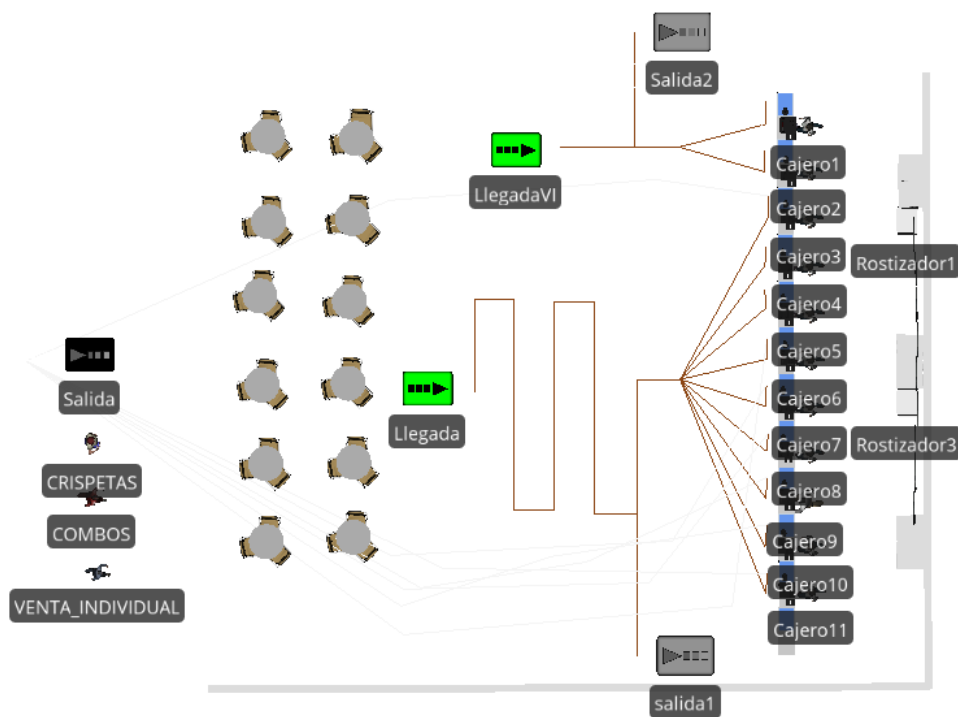 Salida2
LlegadaVI
Cajero1
Cajero2
Cajero3
Rostizador1
Cajero4
Cajero5
Salida
Cajero6
Llegada
Cajero7
Rostizador3
CRISPETAS
Cajero8
COMBOS
Cajero9
Cajero10
VENTA_INDIVIDUAL
Cajero11
salida1